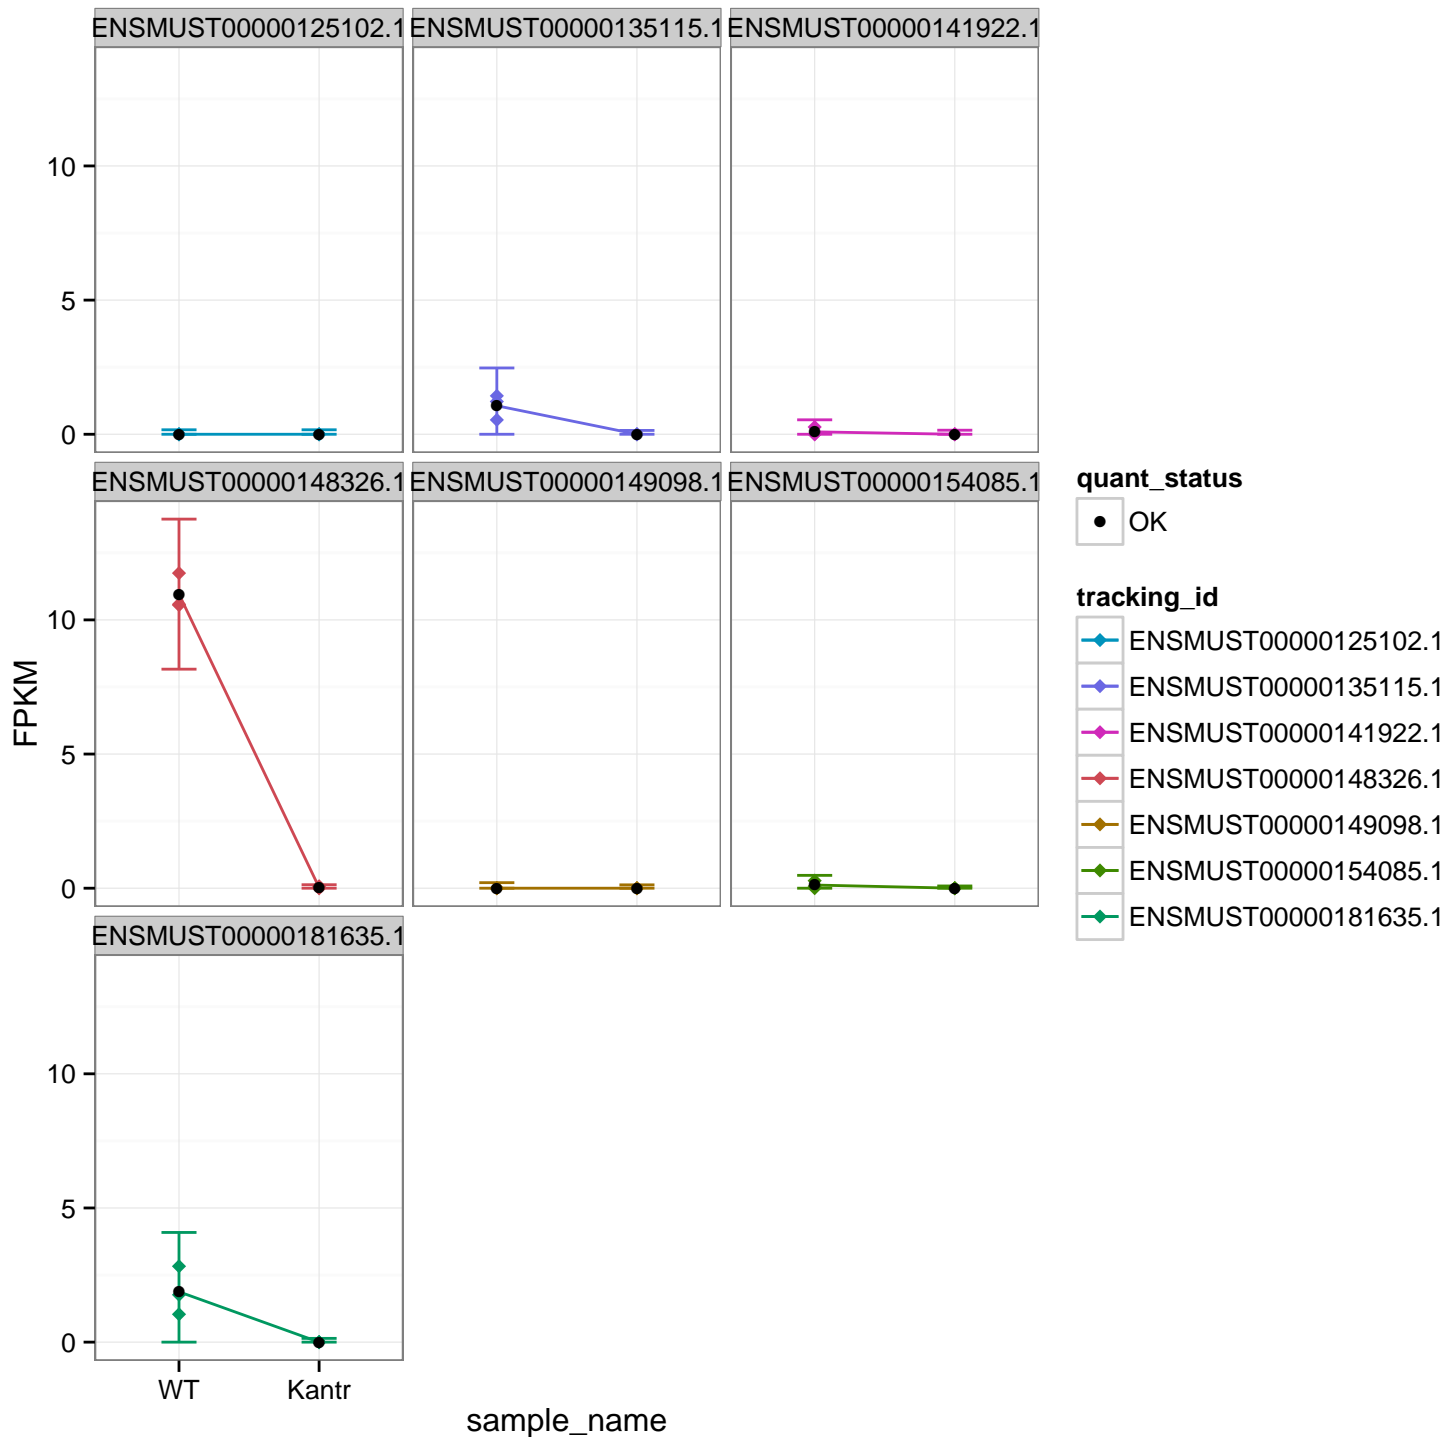 ENSMUST00000125102.1 ENSMUST00000135115.1 ENSMUST00000141922.1
10
5
0
ENSMUST00000148326.1 ENSMUST00000149098.1 ENSMUST00000154085.1
10
5
0
FPKM
ENSMUST00000181635.1
10
5
0
WT Kantr
sample_name
quant_status
OK
tracking_id
ENSMUST00000125102.1
ENSMUST00000135115.1
ENSMUST00000141922.1
ENSMUST00000148326.1
ENSMUST00000149098.1
ENSMUST00000154085.1
ENSMUST00000181635.1